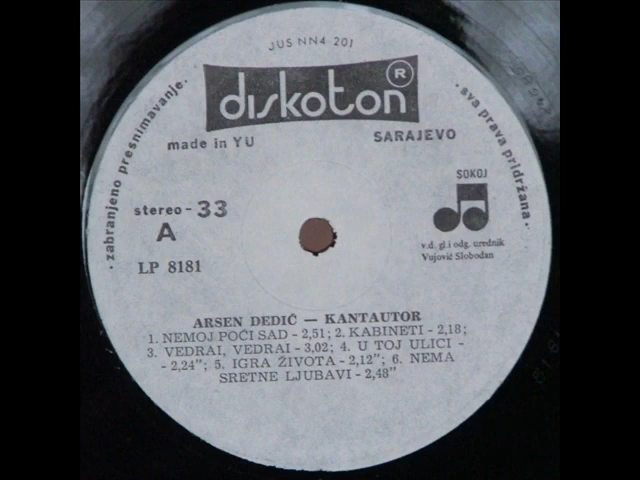 JUS NN4 201
diskoton ®
made in YU
SARAJEVO
· zabranjeno presnimavanje.
· sva prava pridržana.
stereo - 33
A
LP 8181
SOKOJ
v.d. gl.i odg. urednik
Vujović Slobodan
ARSEN DEDIĆ — KANTAUTOR
1. NEMOJ POĆI SAD - 2,51; 2. KABINETI - 2,18;
3. VEDRAI, VEDRAI - 3,02; 4. U TOJ ULICI -
- 2,24"; 5. IGRA ŽIVOTA - 2,12"; 6. NEMA
SRETNE LJUBAVI - 2,48"